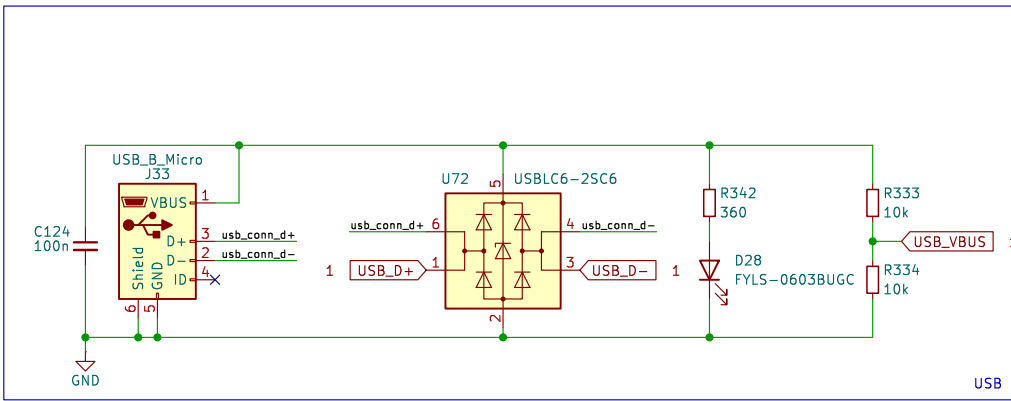 USB_B_Micro
J33
VBUS 1
D+ 3
D- 2
ID 4
Shield
GND
6
5
C124
100n
GND
usb_conn_d+
usb_conn_d-
U72
USBLC6-2SC6
5
usb_conn_d+ 6
4 usb_conn_d-
1 USB_D+ 1
3 USB_D- 1
2
R342
360
D28
FYLS-0603BUGC
R333
10k
USB_VBUS
R334
10k
USB